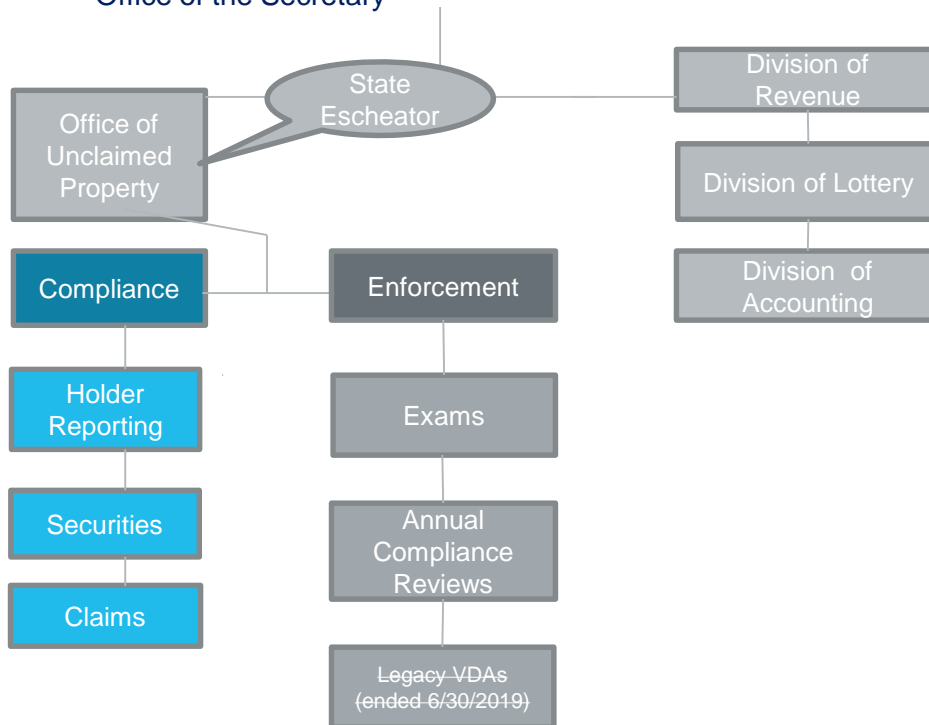 Office of the Secretary
State
Escheator
Division of
Revenue
Office of
Unclaimed
Property
Division of Lottery
Division of
Accounting
Compliance
Enforcement
Holder
Reporting
Exams
Securities
Annual
Compliance
Reviews
Claims
Legacy VDAs
(ended 6/30/2019)